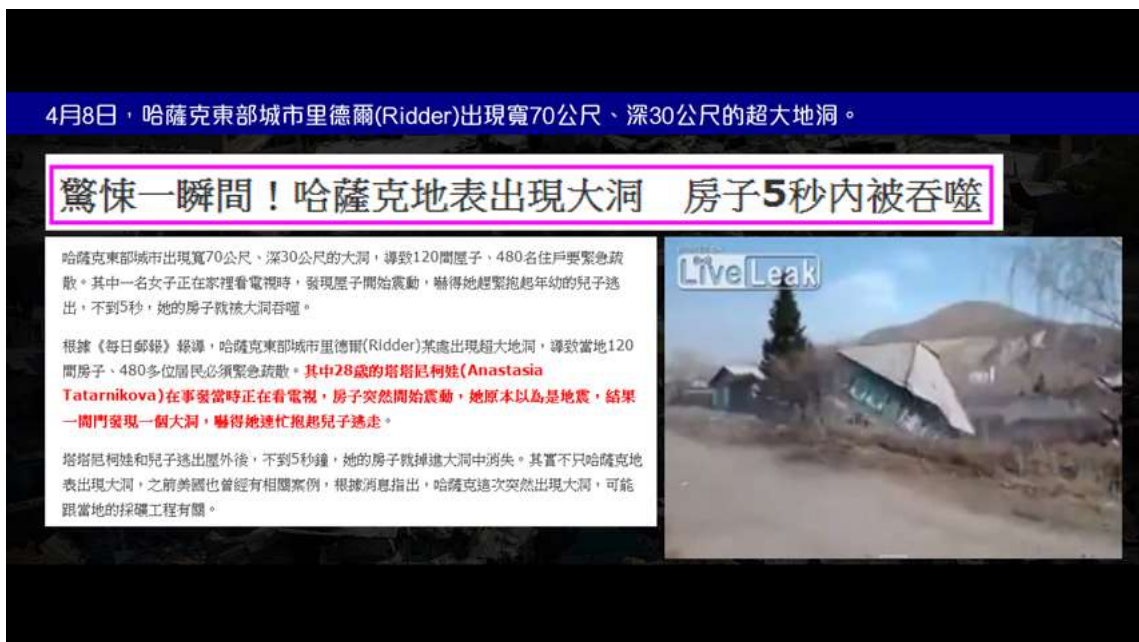 4月8日，哈薩克東部城市里德爾(Ridder)出現寬70公尺、深30公尺的超大地洞。
驚悚一瞬間！哈薩克地表出現大洞　房子5秒內被吞噬
哈薩克東部城市出現寬70公尺、深30公尺的大洞，導致120間屋子、480名住戶要緊急疏
散。其中一名女子正在家裡看電視時，發現屋子開始震動，嚇得她趕緊抱起年幼的兒子逃
出，不到5秒，她的房子就被大洞吞噬。
LiveLeak
根據《每日郵報》報導，哈薩克東部城市里德爾(Ridder)某處出現超大地洞，導致當地120
間房子、480多位居民必須緊急疏散。其中28歲的塔塔尼柯娃(Anastasia
Tatarnikova)在事發當時正在看電視，房子突然開始震動，她原本以為是地震，結果
一開門發現一個大洞，嚇得她連忙抱起兒子逃走。
塔塔尼柯娃和兒子逃出屋外後，不到5秒鐘，她的房子就掉進大洞中消失。其實不只哈薩克地
表出現大洞，之前美國也曾經有相關案例，根據消息指出，哈薩克這次突然出現大洞，可能
跟當地的採礦工程有關。